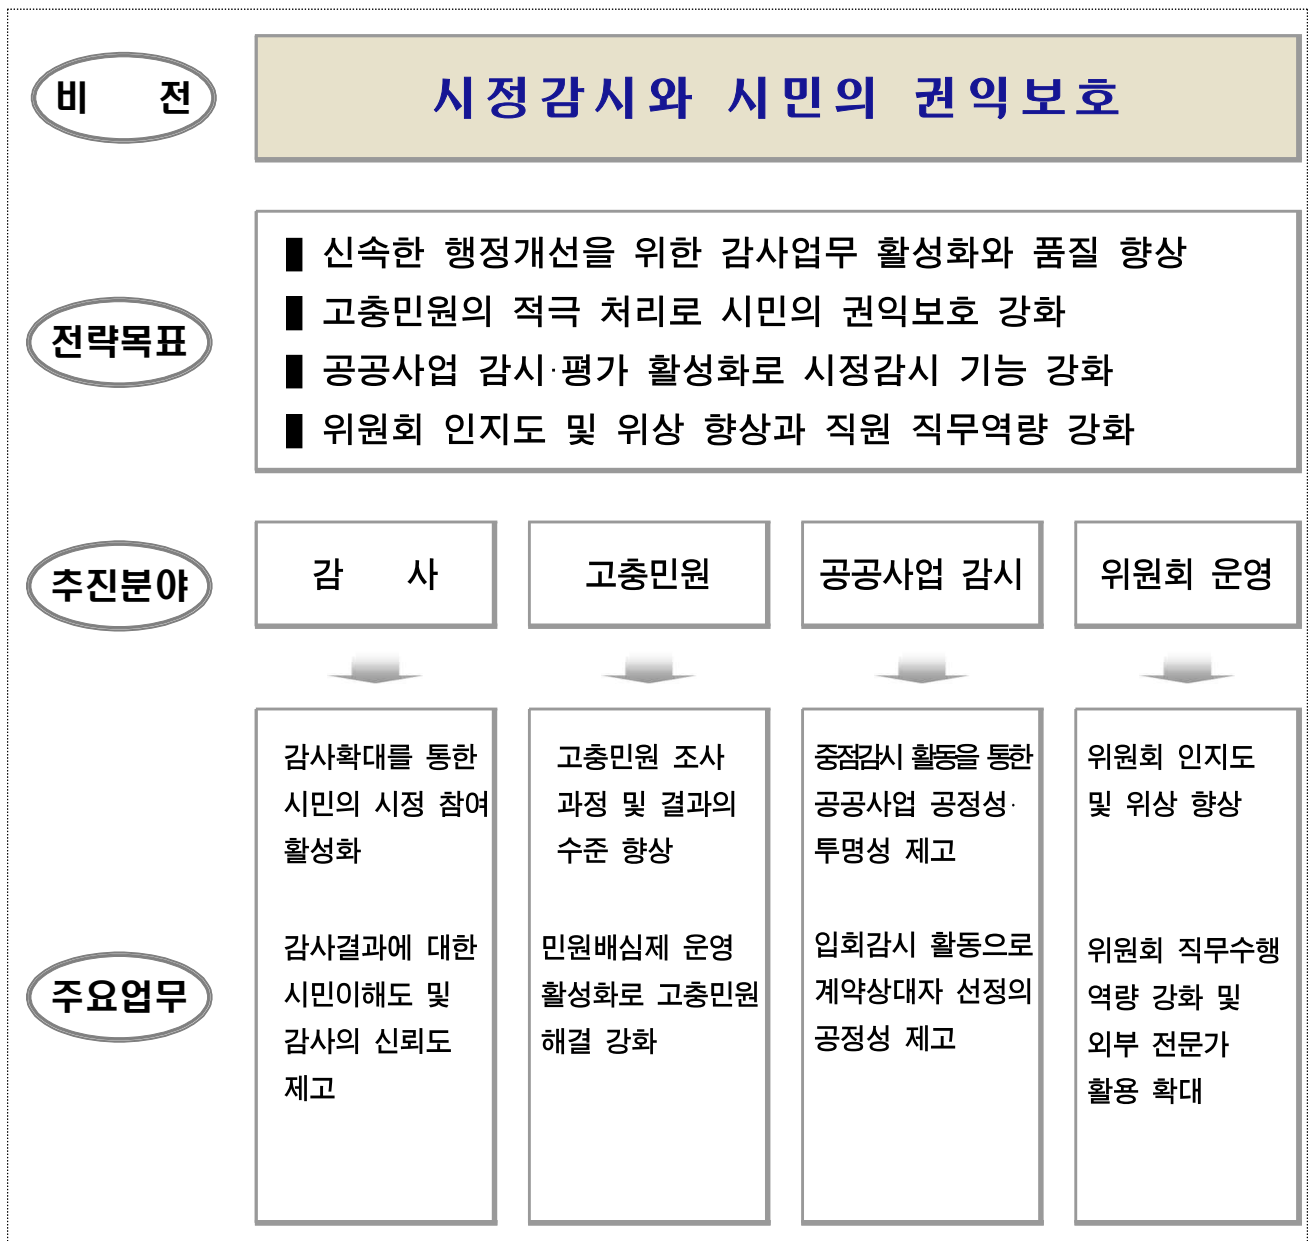 비 전
시정감시와 시민의 권익보호
전략목표
■ 신속한 행정개선을 위한 감사업무 활성화와 품질 향상
■ 고충민원의 적극 처리로 시민의 권익보호 강화
■ 공공사업 감시·평가 활성화로 시정감시 기능 강화
■ 위원회 인지도 및 위상 향상과 직원 직무역량 강화
추진분야
감 사
고충민원
공공사업 감시
위원회 운영
주요업무
감사확대를 통한
시민의 시정 참여
활성화
감사결과에 대한
시민이해도 및
감사의 신뢰도
제고
고충민원 조사
과정 및 결과의
수준 향상
민원배심제 운영
활성화로 고충민원
해결 강화
중점감시 활동을 통한
공공사업 공정성·
투명성 제고
입회감시 활동으로
계약상대자 선정의
공정성 제고
위원회 인지도
및 위상 향상
위원회 직무수행
역량 강화 및
외부 전문가
활용 확대